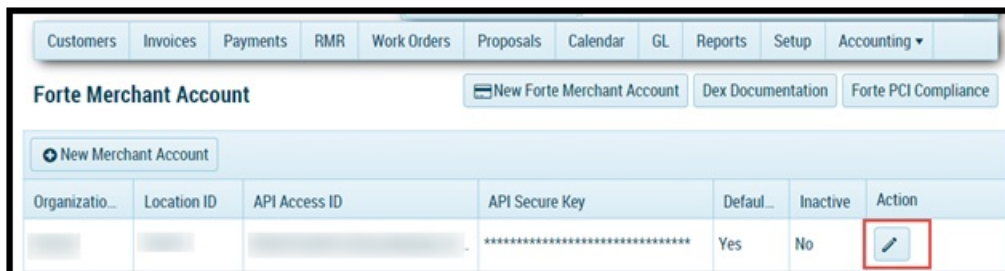 Customers Invoices Payments RMR Work Orders Proposals Calendar GL Reports Setup Accounting
Forte Merchant Account New Forte Merchant Account Dex Documentation Forte PCI Compliance
New Merchant Account
Organizatio... Location ID API Access ID API Secure Key Defaul... Inactive Action
********************************* Yes No